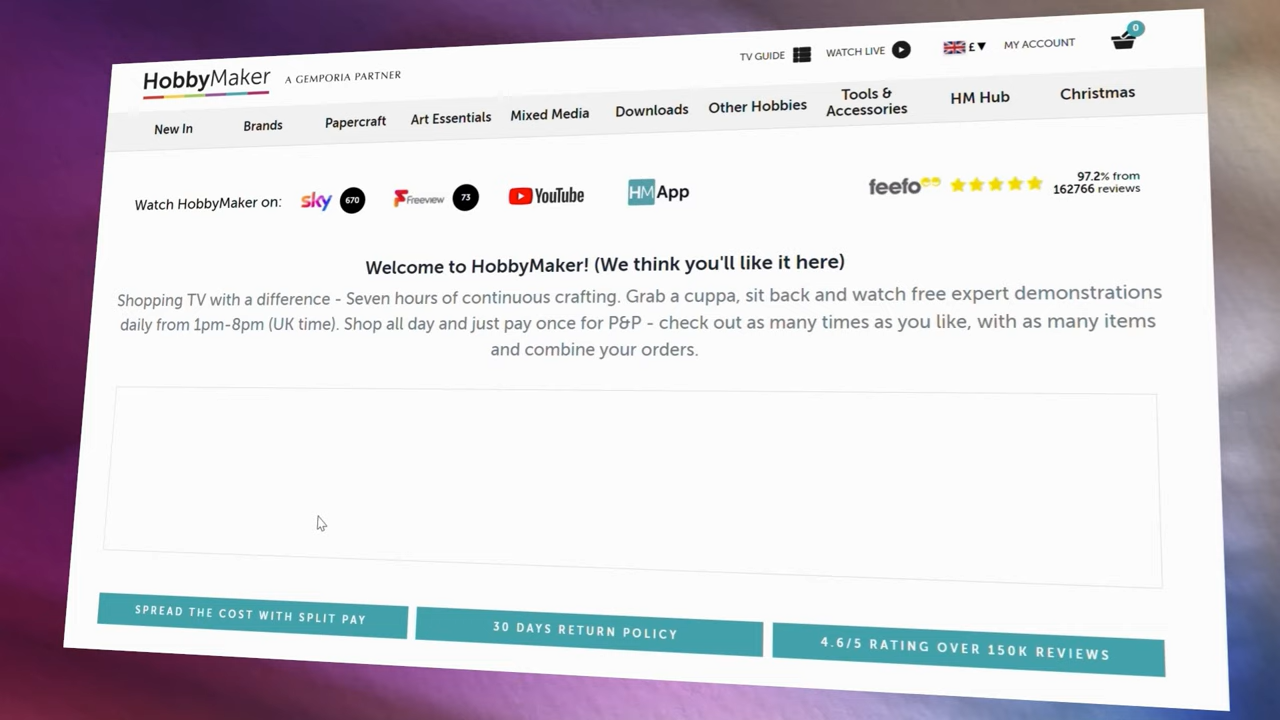 HobbyMaker A GEMPORIA PARTNER
TV GUIDE WATCH LIVE £ MY ACCOUNT 0
New In Brands Papercraft Art Essentials Mixed Media Downloads Other Hobbies Tools & Accessories HM Hub Christmas
Watch HobbyMaker on: sky 670 Freeview 73 YouTube HM App
feefo 97.2% from
162766 reviews
Welcome to HobbyMaker! (We think you'll like it here)
Shopping TV with a difference - Seven hours of continuous crafting. Grab a cuppa, sit back and watch free expert demonstrations
daily from 1pm-8pm (UK time). Shop all day and just pay once for P&P - check out as many times as you like, with as many items
and combine your orders.
SPREAD THE COST WITH SPLIT PAY
30 DAYS RETURN POLICY
4.6/5 RATING OVER 150K REVIEWS